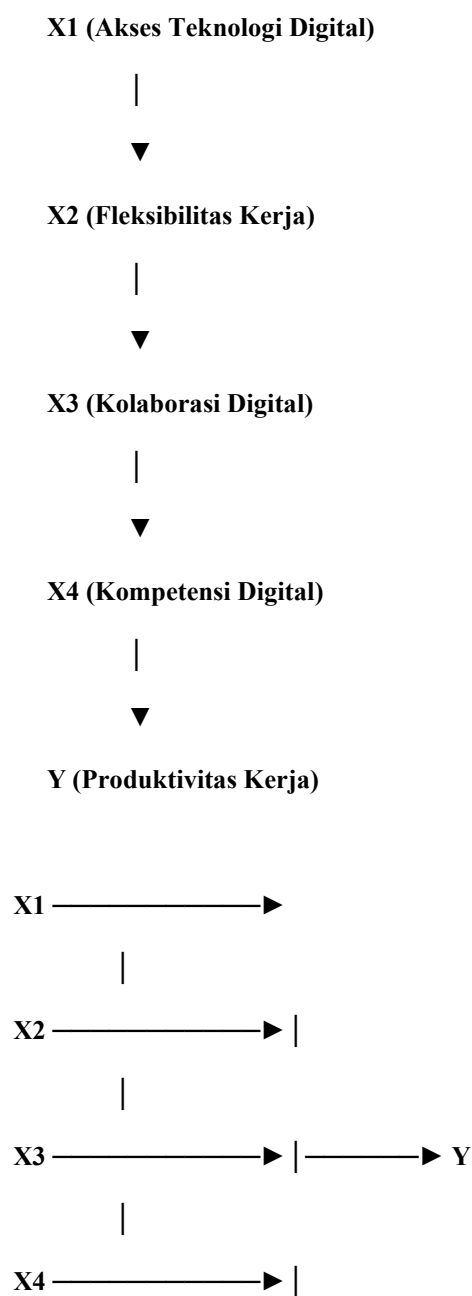 X1 (Akses Teknologi Digital)
│
▼
X2 (Fleksibilitas Kerja)
│
▼
X3 (Kolaborasi Digital)
│
▼
X4 (Kompetensi Digital)
│
▼
Y (Produktivitas Kerja)
X1 ──────────►
│
X2 ──────────► │
│
X3 ──────────► │──────► Y
│
X4 ──────────► │